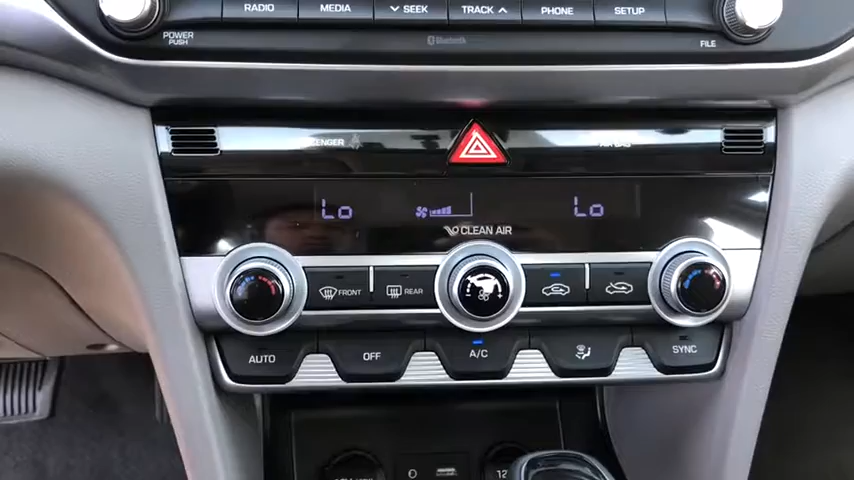 RADIO MEDIA SEEK TRACK PHONE SETUP
POWER
PUSH
Bluetooth
FILE
PASSENGER
AIR BAG
Lo Lo
CLEAN AIR
FRONT REAR
AUTO OFF A/C SYNC